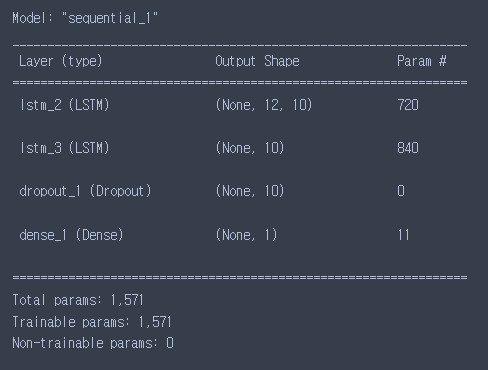 Model: "sequential_1"
_________________________________________________________________
Layer (type)                Output Shape              Param #
=================================================================
lstm_2 (LSTM)               (None, 12, 10)            720
lstm_3 (LSTM)               (None, 10)                840
dropout_1 (Dropout)         (None, 10)                0
dense_1 (Dense)             (None, 1)                 11
=================================================================
Total params: 1,571
Trainable params: 1,571
Non-trainable params: 0